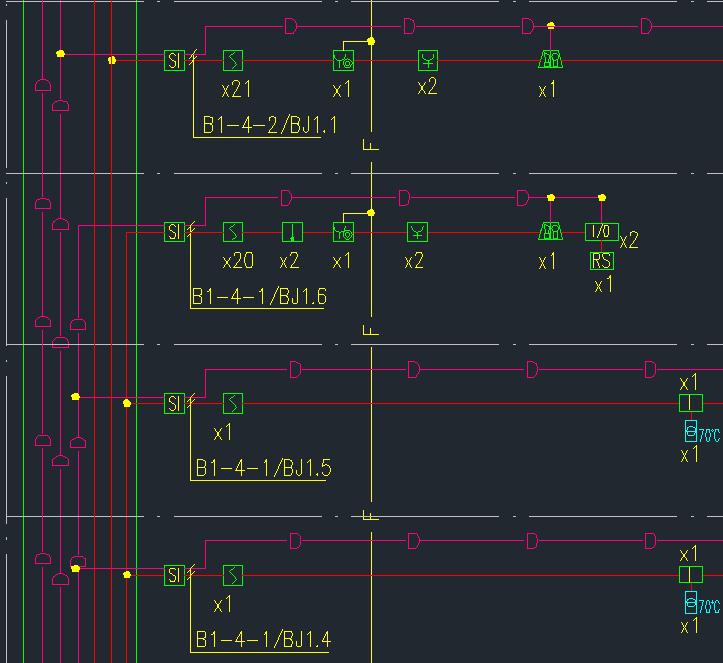 D D D D
SI
x21 x1 x2 x1
B1-4-2/BJ1.1
F
D D D
SI I/O
x2
x20 x2 x1 x2 x1 RS
x1
B1-4-1/BJ1.6
F
D D D D
x1
SI
x1 70℃
x1
B1-4-1/BJ1.5
F
D D D D
x1
SI
x1 70℃
x1
B1-4-1/BJ1.4